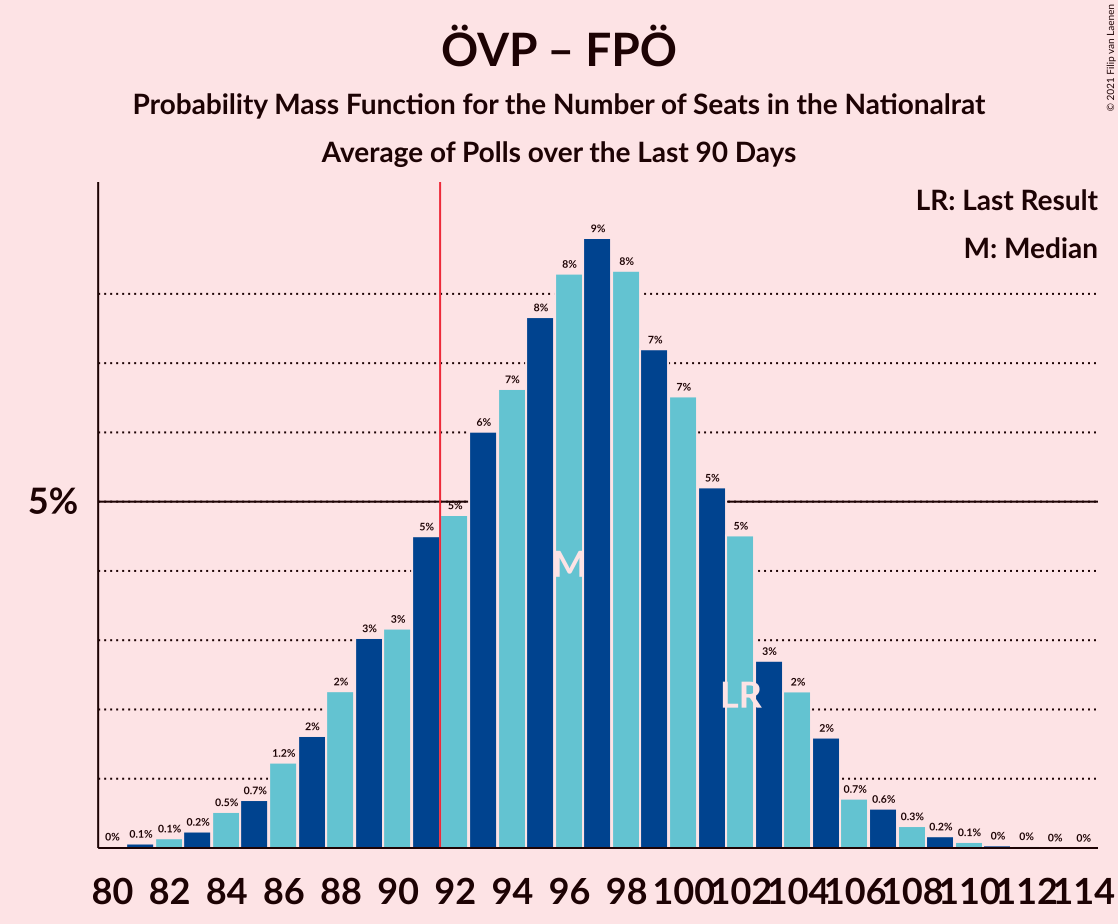 ÖVP – FPÖ
Probability Mass Function for the Number of Seats in the Nationalrat
Average of Polls over the Last 90 Days
© 2021 Filip van Laenen
LR: Last Result
M: Median
5%
0% 0.1% 0.1% 0.2% 0.5% 0.7% 1.2% 2% 2% 3% 3% 5% 5% 6% 7% 8% 8% 9% 8% 7% 7% 5% 5% 3% 2% 2% 0.7% 0.6% 0.3% 0.2% 0.1% 0% 0% 0% 0%
M
LR
80 82 84 86 88 90 92 94 96 98 100 102 104 106 108 110 112 114